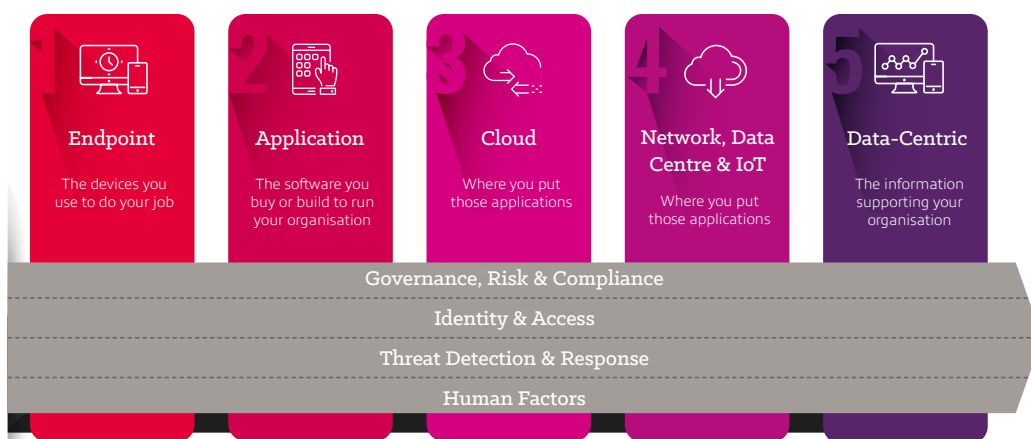 1
Endpoint
The devices you
use to do your job
2
Application
The software you
buy or build to run
your organisation
3
Cloud
Where you put
those applications
4
Network, Data
Centre & IoT
Where you put
those applications
5
Data-Centric
The information
supporting your
organisation
Governance, Risk & Compliance
Identity & Access
Threat Detection & Response
Human Factors